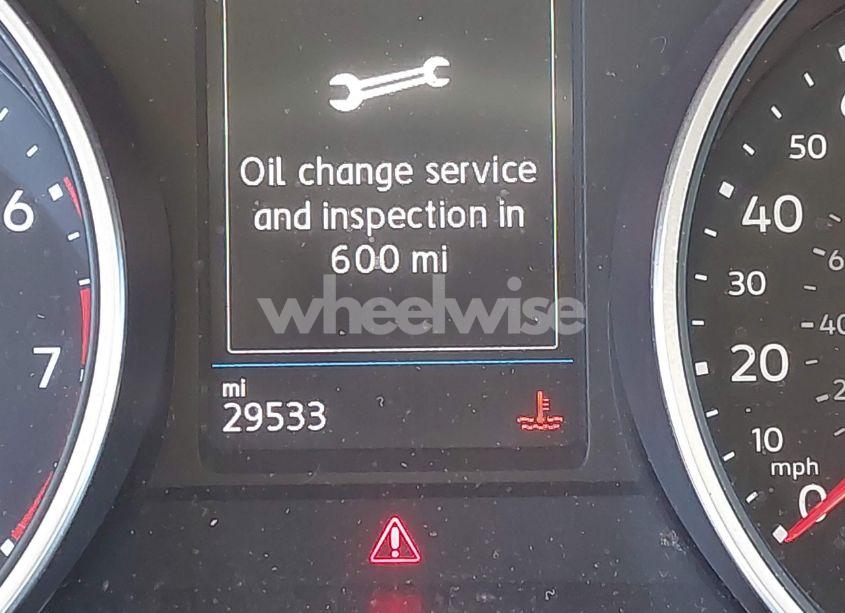 Oil change service
and inspection in
600 mi
wheelwise
mi
29533
6
7
50
40
30
20
10
mph
0